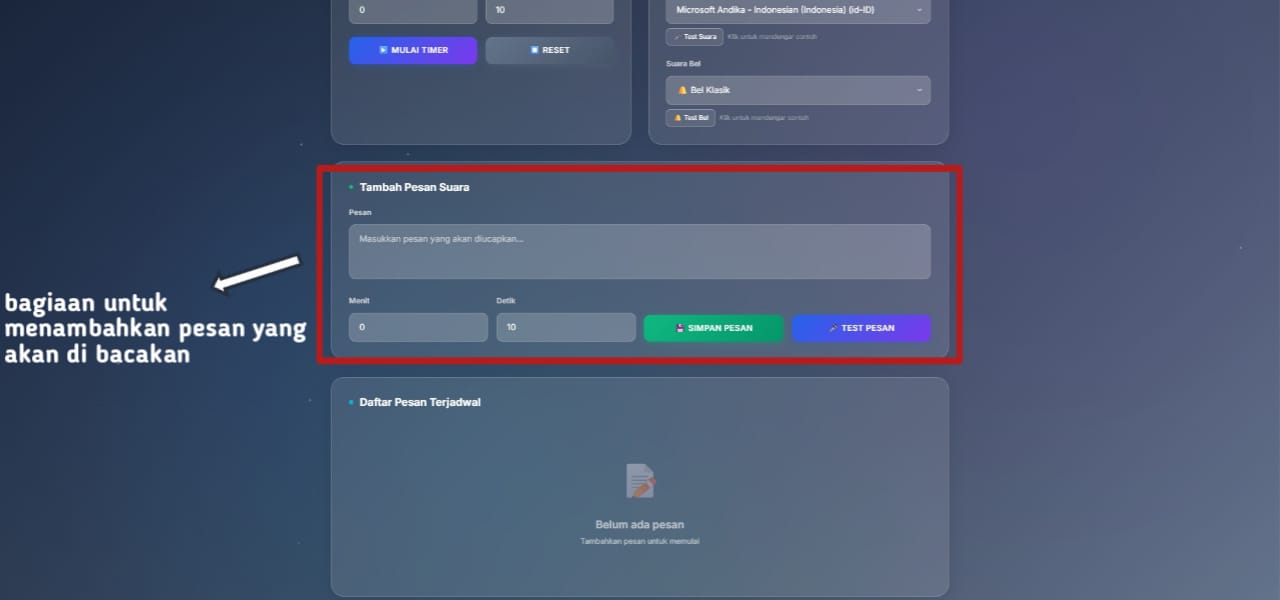 0
10
Microsoft Andika - Indonesian (Indonesia) (id-ID)
MULAI TIMER
RESET
Test Suara
Klik untuk mendengar contoh
Suara Bel
Bel Klasik
Test Bel
Klik untuk mendengar contoh
Tambah Pesan Suara
Pesan
Masukkan pesan yang akan diucapkan...
Menit
Detik
0
10
SIMPAN PESAN
TEST PESAN
bagiaan untuk
menambahkan pesan yang
akan di bacakan
Daftar Pesan Terjadwal
Belum ada pesan
Tambahkan pesan untuk memulai